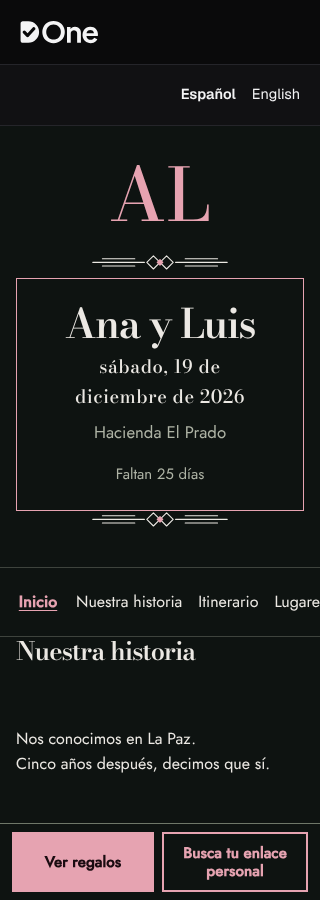 DOne
Español English
AL
Ana y Luis
sábado, 19 de
diciembre de 2026
Hacienda El Prado
Faltan 25 días
Inicio Nuestra historia Itinerario Lugare
Nuestra historia
Nos conocimos en La Paz.
Cinco años después, decimos que sí.
Ver regalos
Busca tu enlace
personal